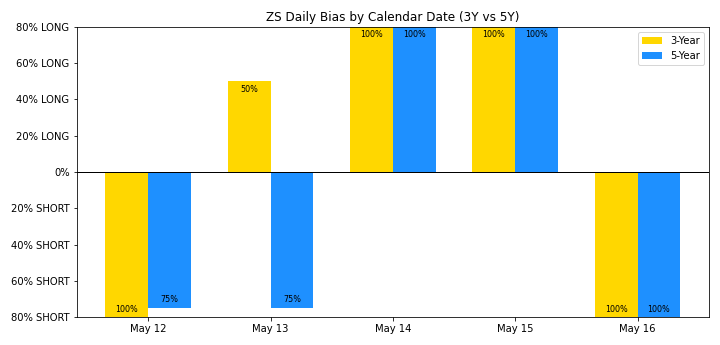 ZS Daily Bias by Calendar Date (3Y vs 5Y)
80% LONG
60% LONG
40% LONG
20% LONG
0%
20% SHORT
40% SHORT
60% SHORT
80% SHORT
3-Year
5-Year
100%
75%
50%
75%
100%
100%
100%
100%
100%
100%
May 12
May 13
May 14
May 15
May 16